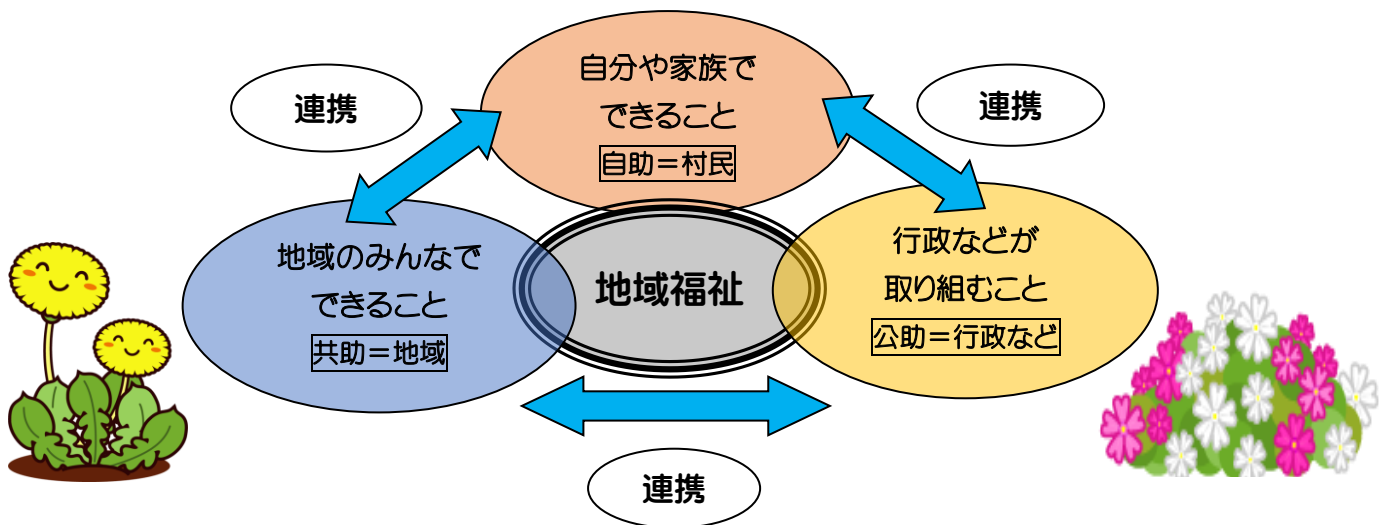 自分や家族で
できること
自助=村民
連携
連携
地域のみんなで
できること
共助=地域
地域福祉
行政などが
取り組むこと
公助=行政など
連携